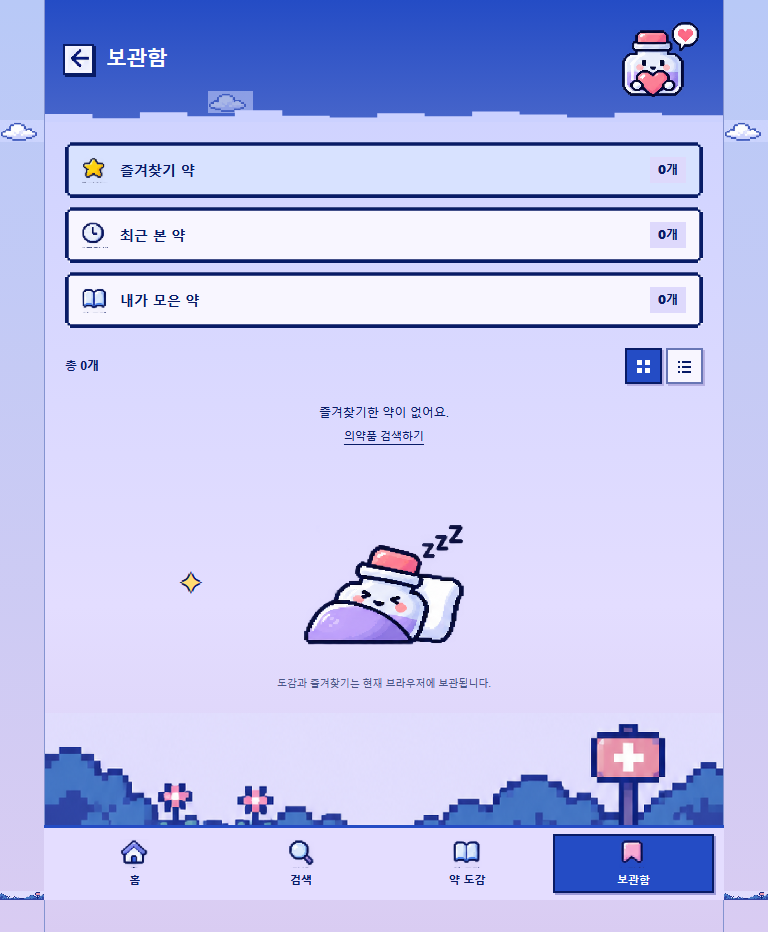 보관함
즐겨찾기 약
0개
최근 본 약
0개
내가 모은 약
0개
총 0개
즐겨찾기한 약이 없어요.
의약품 검색하기
zzZ
도감과 즐겨찾기는 현재 브라우저에 보관됩니다.
홈
검색
약 도감
보관함